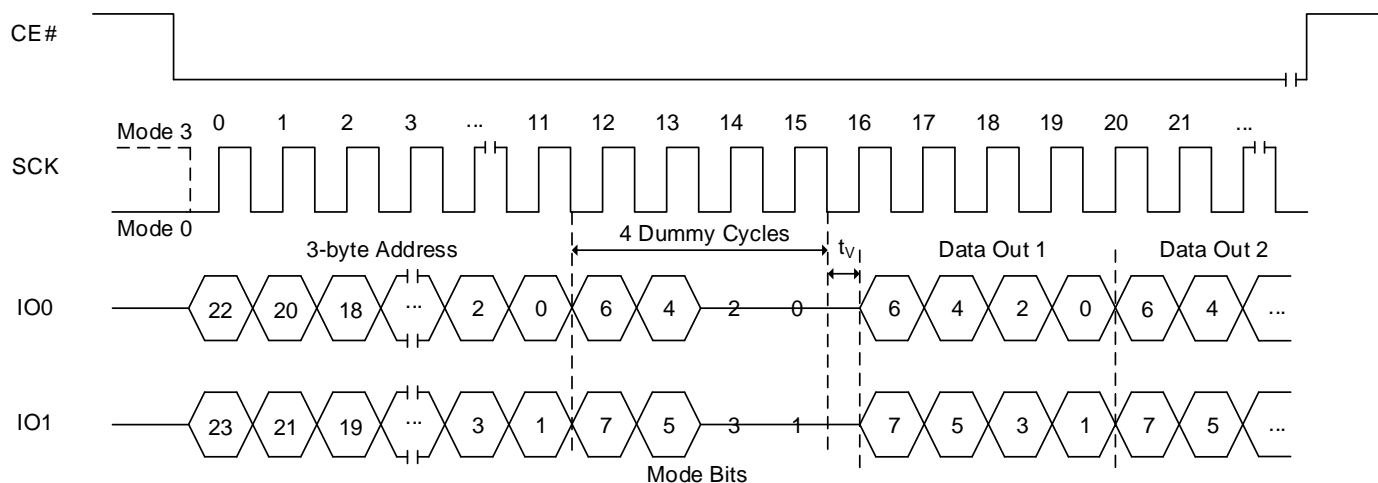 CE#
0 1 2 3 ... 11 12 13 14 15 16 17 18 19 20 21 ...
Mode 3
SCK
Mode 0
4 Dummy Cycles
3-byte Address
tV
Data Out 1
Data Out 2
IO0 22 20 18 ... 2 0 6 4 2 0 6 4 2 0 6 4 ...
IO1 23 21 19 ... 3 1 7 5 3 1 7 5 3 1 7 5 ...
Mode Bits